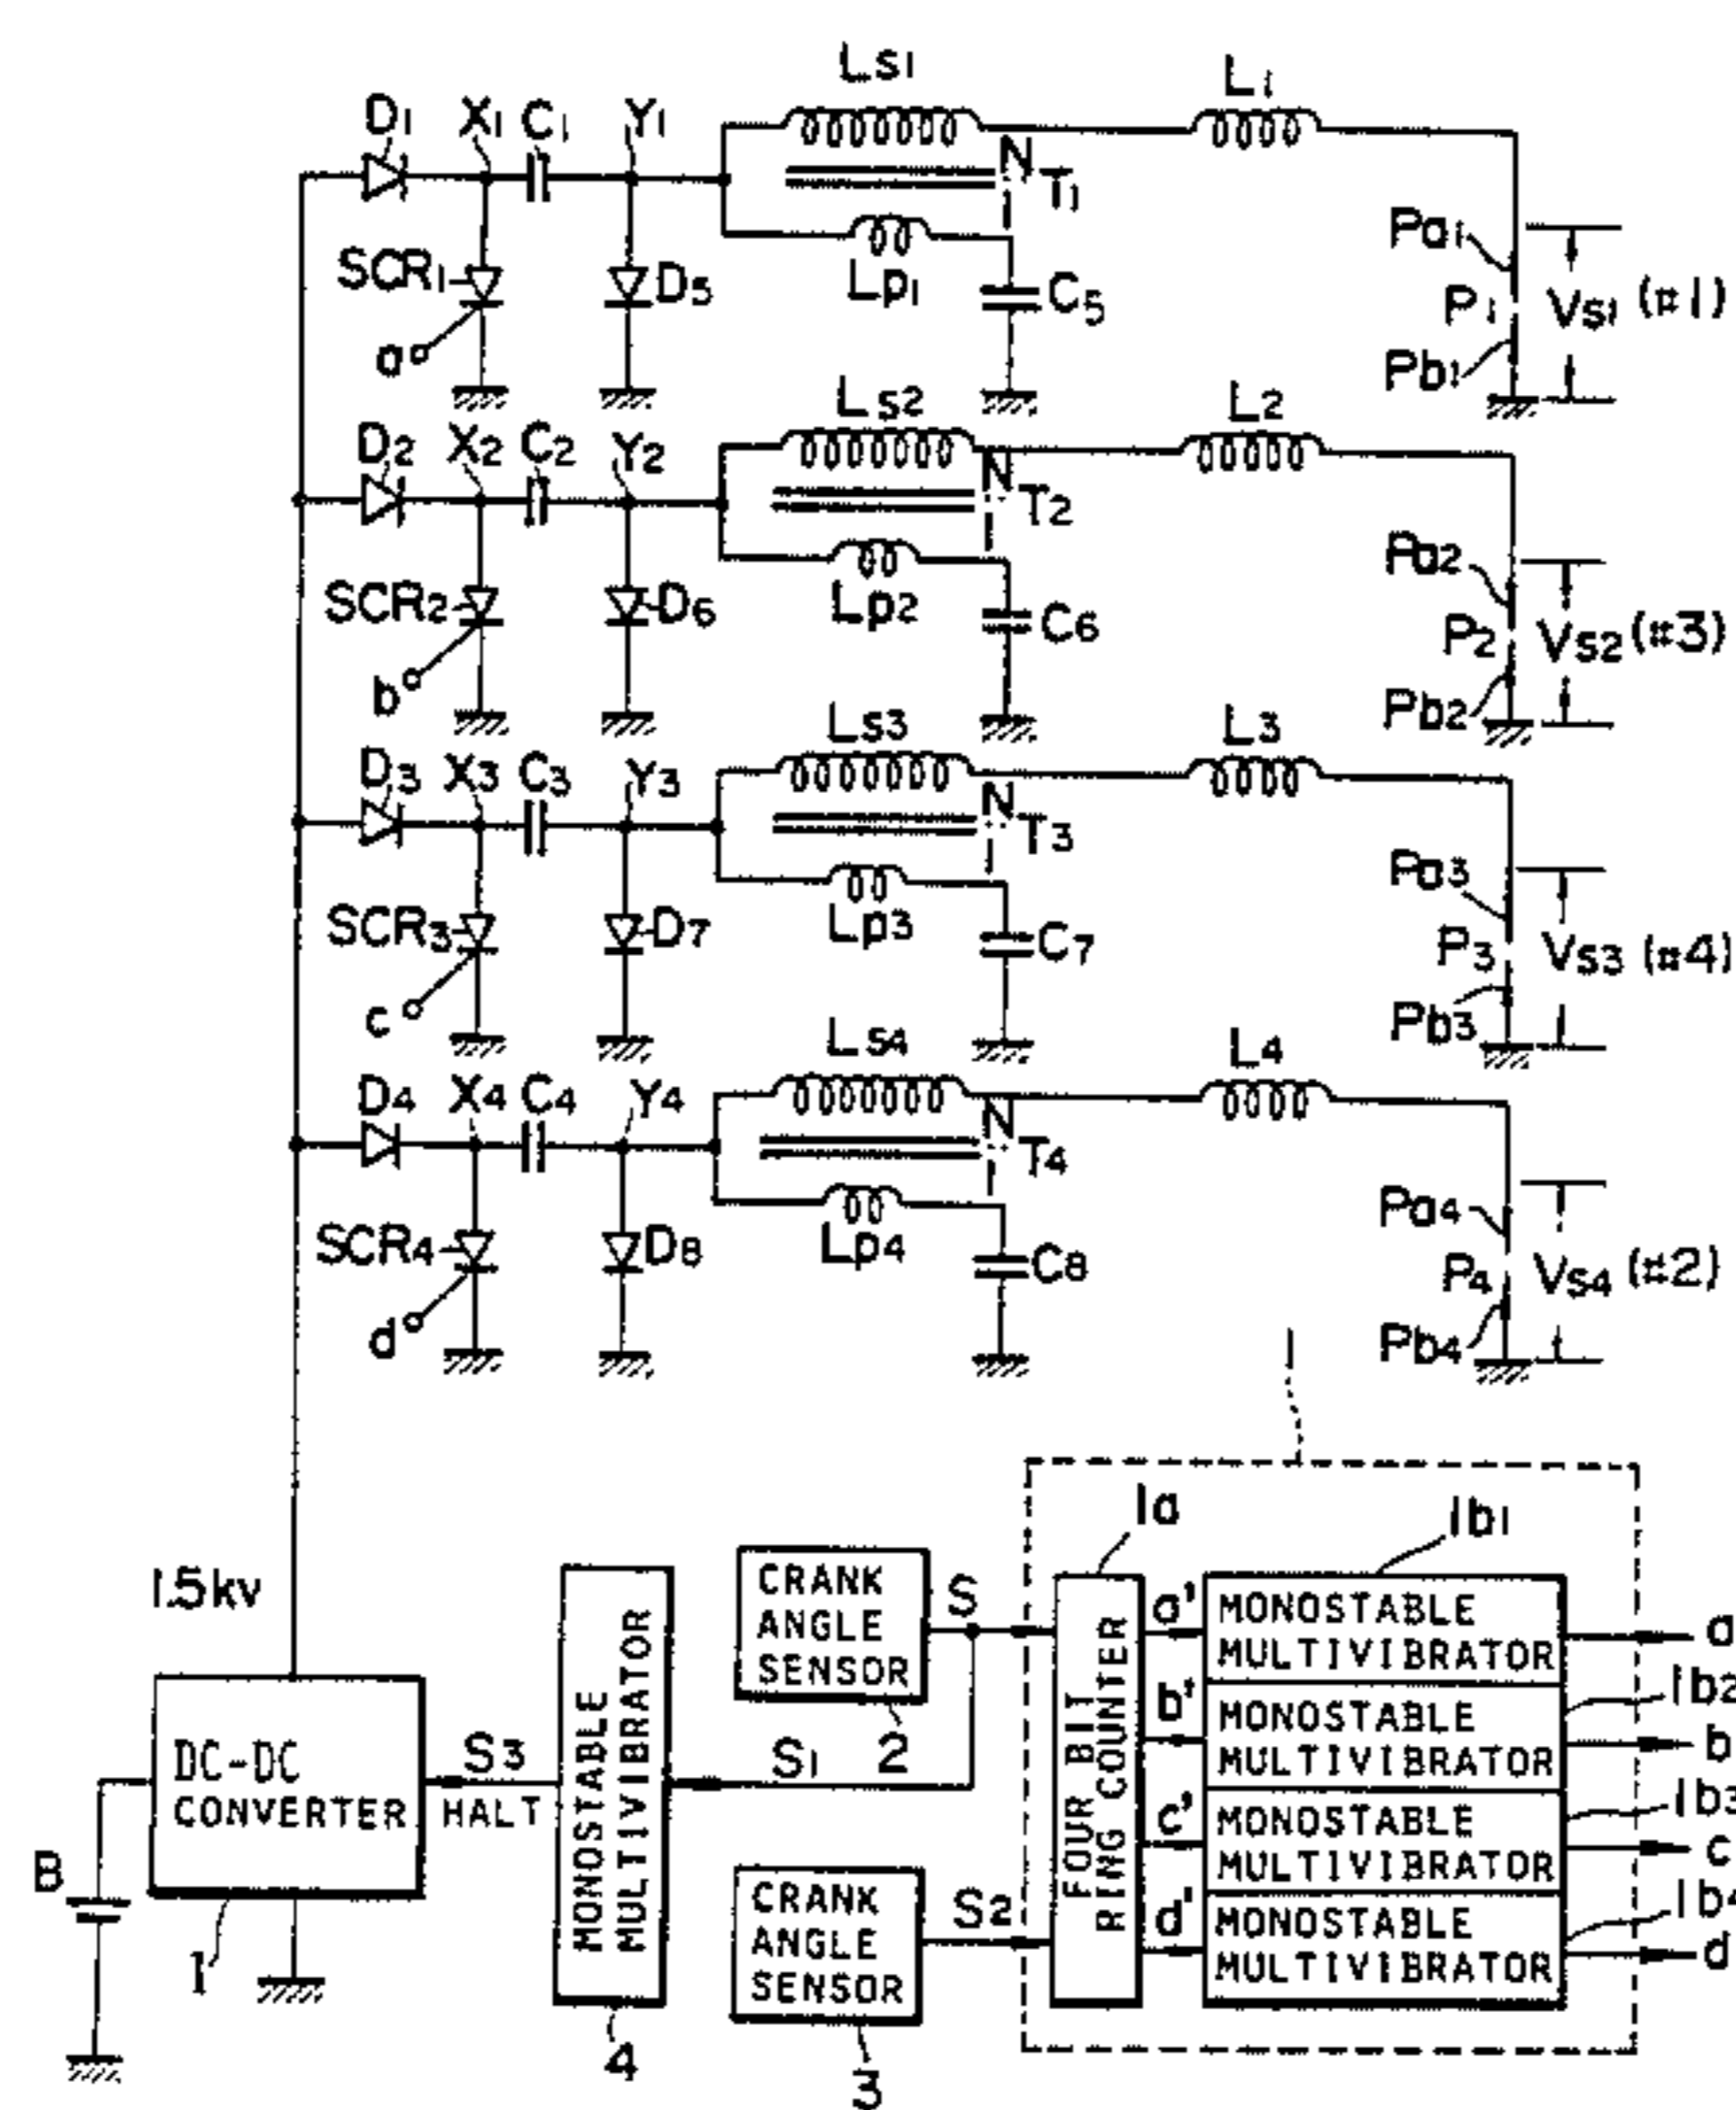 Ls1 L1
D1 X1 C1 Y1
N T1
Pa1
SCR1 D5 Lp1 C5 P1 Vs1 (#1)
a Pb1
Ls2 L2
D2 X2 C2 Y2
N T2
Pa2
SCR2 D6 Lp2 C6 P2 Vs2 (#3)
b Pb2
Ls3 L3
D3 X3 C3 Y3
N T3
Pa3
SCR3 D7 Lp3 C7 P3 Vs3 (#4)
c Pb3
Ls4 L4
D4 X4 C4 Y4
N T4
Pa4
SCR4 D8 Lp4 C8 P4 Vs4 (#2)
d Pb4
1
1a 1b1
1.5kv
CRANK
ANGLE
SENSOR
S
2
MONOSTABLE
MULTIVIBRATOR
4
DC-DC
CONVERTER
S3
HALT
S1
B
1
CRANK
ANGLE
SENSOR
S2
3
FOUR BIT
RING COUNTER
a'
MONOSTABLE
MULTIVIBRATOR
a
1b2
b'
MONOSTABLE
MULTIVIBRATOR
b
1b3
c'
MONOSTABLE
MULTIVIBRATOR
c
1b4
d'
MONOSTABLE
MULTIVIBRATOR
d